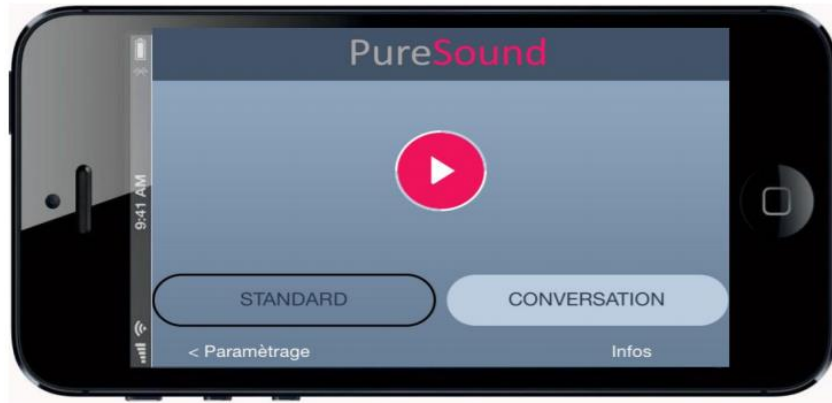 PureSound
9:41 AM
STANDARD
CONVERSATION
< Paramètrage
Infos